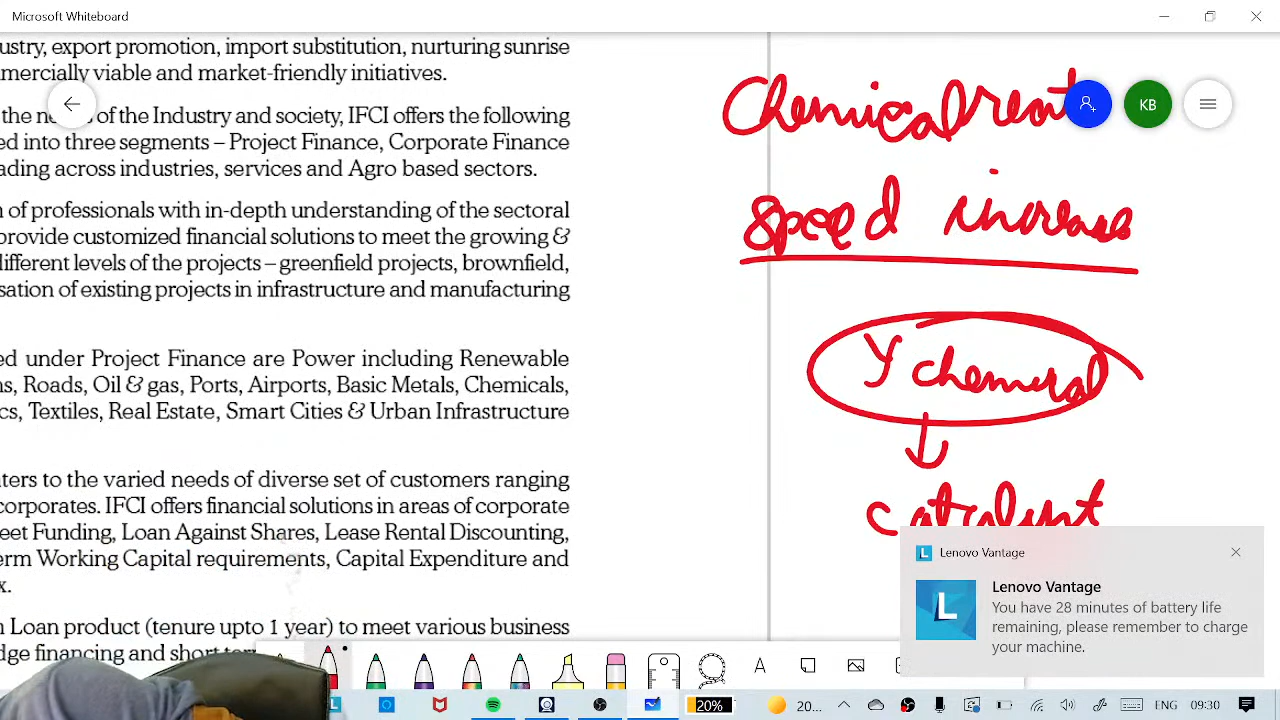 Microsoft Whiteboard
ustry, export promotion, import substitution, nurturing sunrise
nmercially viable and market-friendly initiatives.
the ne s of the Industry and society, IFCI offers the following
ed into three segments – Project Finance, Corporate Finance
ading across industries, services and Agro based sectors.
n of professionals with in-depth understanding of the sectoral
provide customized financial solutions to meet the growing &
different levels of the projects – greenfield projects, brownfield,
sation of existing projects in infrastructure and manufacturing
ed under Project Finance are Power including Renewable
ns, Roads, Oil & gas, Ports, Airports, Basic Metals, Chemicals,
cs, Textiles, Real Estate, Smart Cities & Urban Infrastructure
aters to the varied needs of diverse set of customers ranging
corporates. IFCI offers financial solutions in areas of corporate
eet Funding, Loan Against Shares, Lease Rental Discounting,
erm Working Capital requirements, Capital Expenditure and
x.
n Loan product (tenure upto 1 year) to meet various business
dge financing and short ter
Chemical reat
KB
speed increase
Y chemical
catalyst
Lenovo Vantage
Lenovo Vantage
You have 28 minutes of battery life
remaining, please remember to charge
your machine.
20%
20...
ENG
09:30